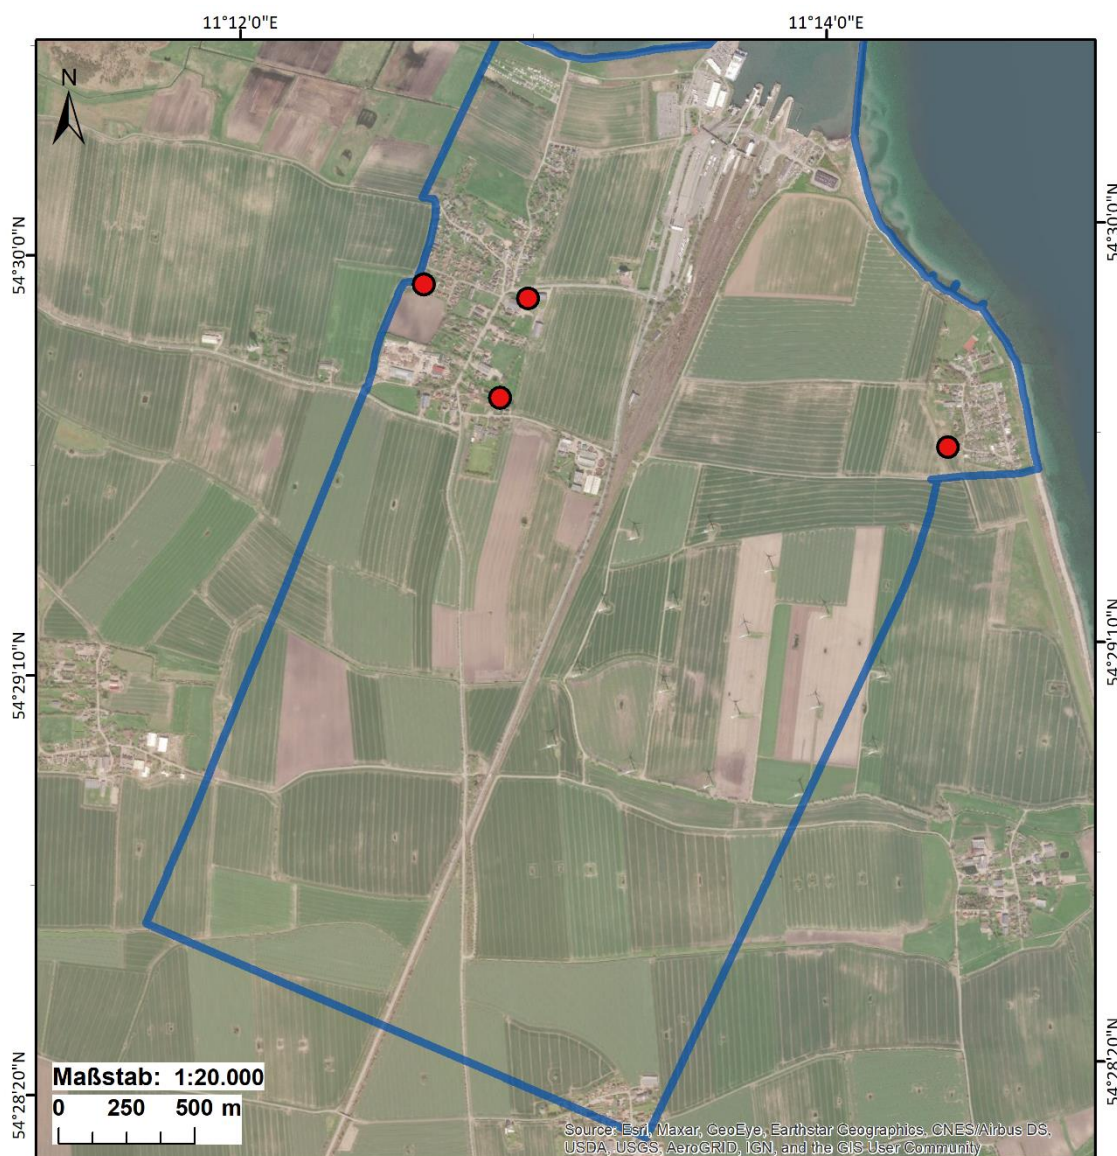 11°12'0"E
11°14'0"E
N
54°30'0"N
54°30'0"N
54°29'10"N
54°29'10"N
54°28'20"N
54°28'20"N
Maßstab: 1:20.000
0 250 500 m
Source: Esri, Maxar, GeoEye, Earthstar Geographics, CNES/Airbus DS,
USDA, USGS, AeroGRID, IGN, and the GIS User Community